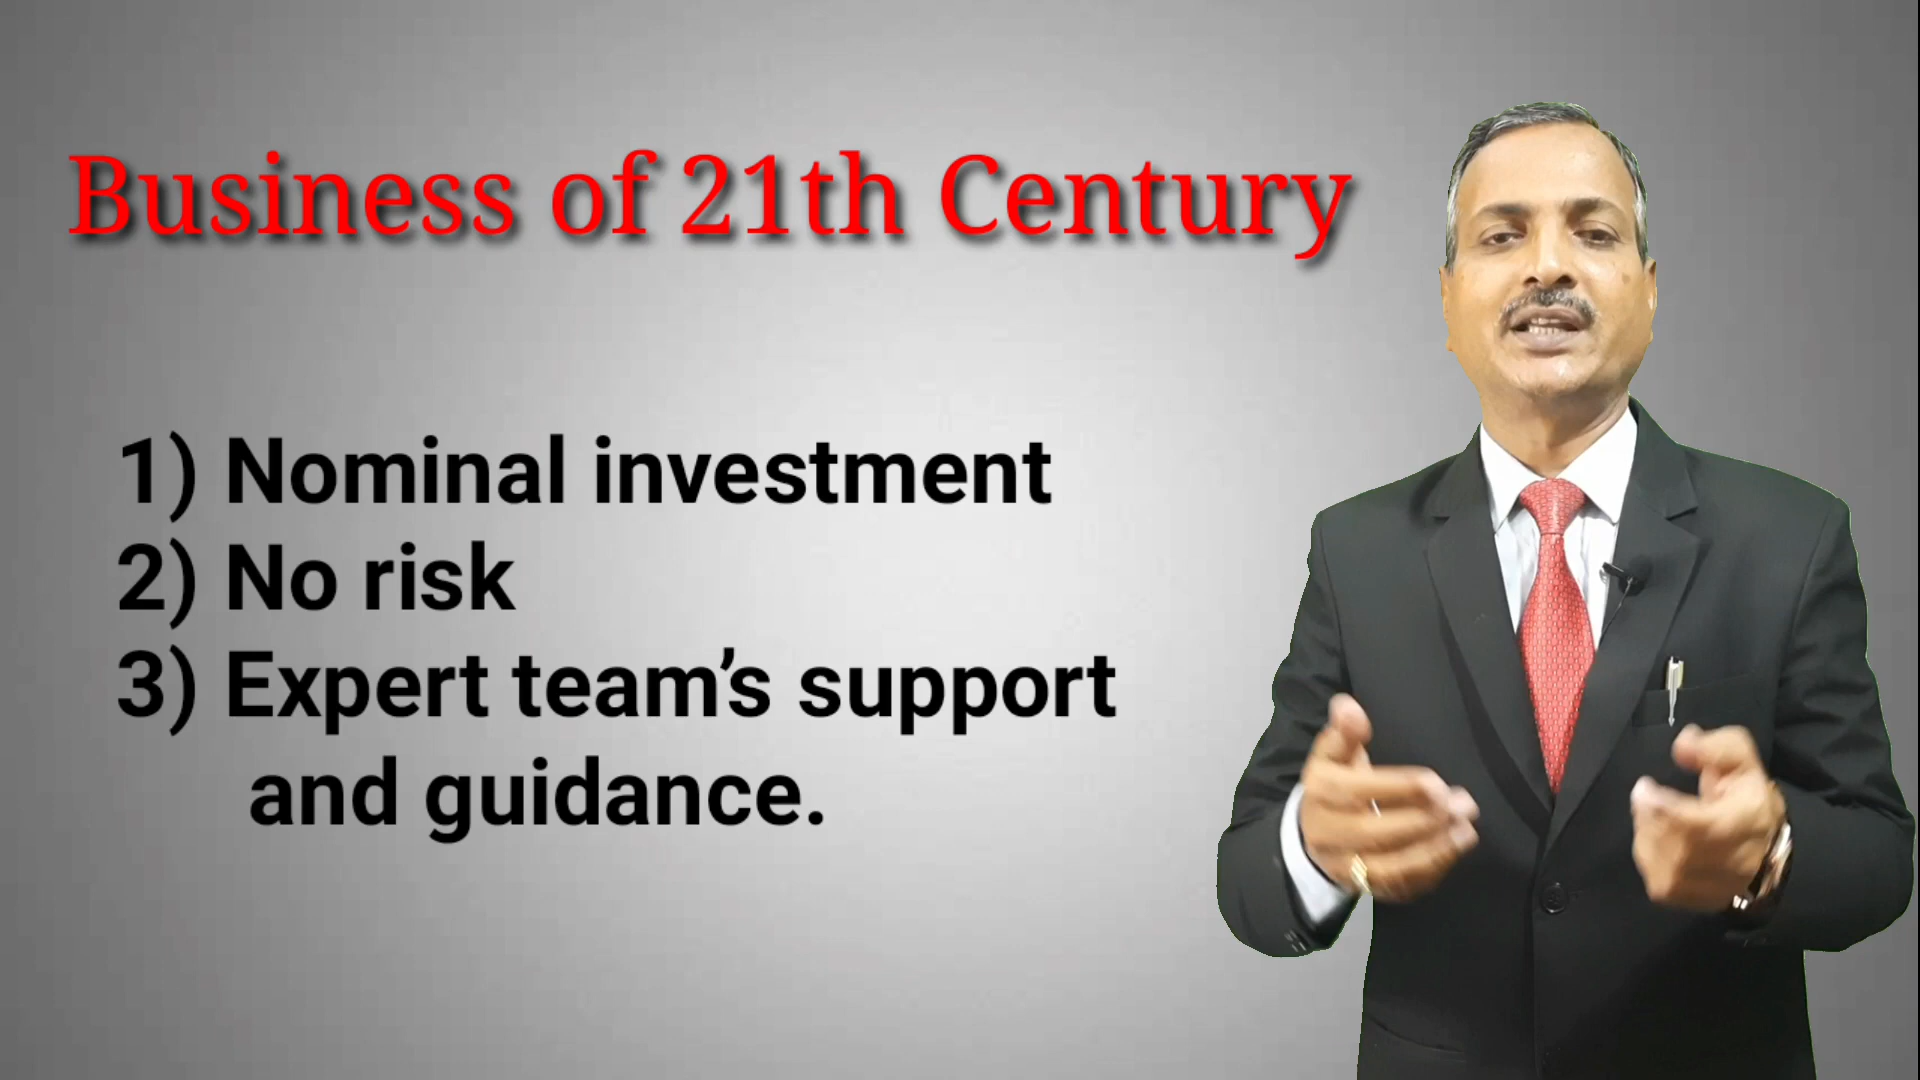 Business of 21th Century
1) Nominal investment
2) No risk
3) Expert team’s support
and guidance.